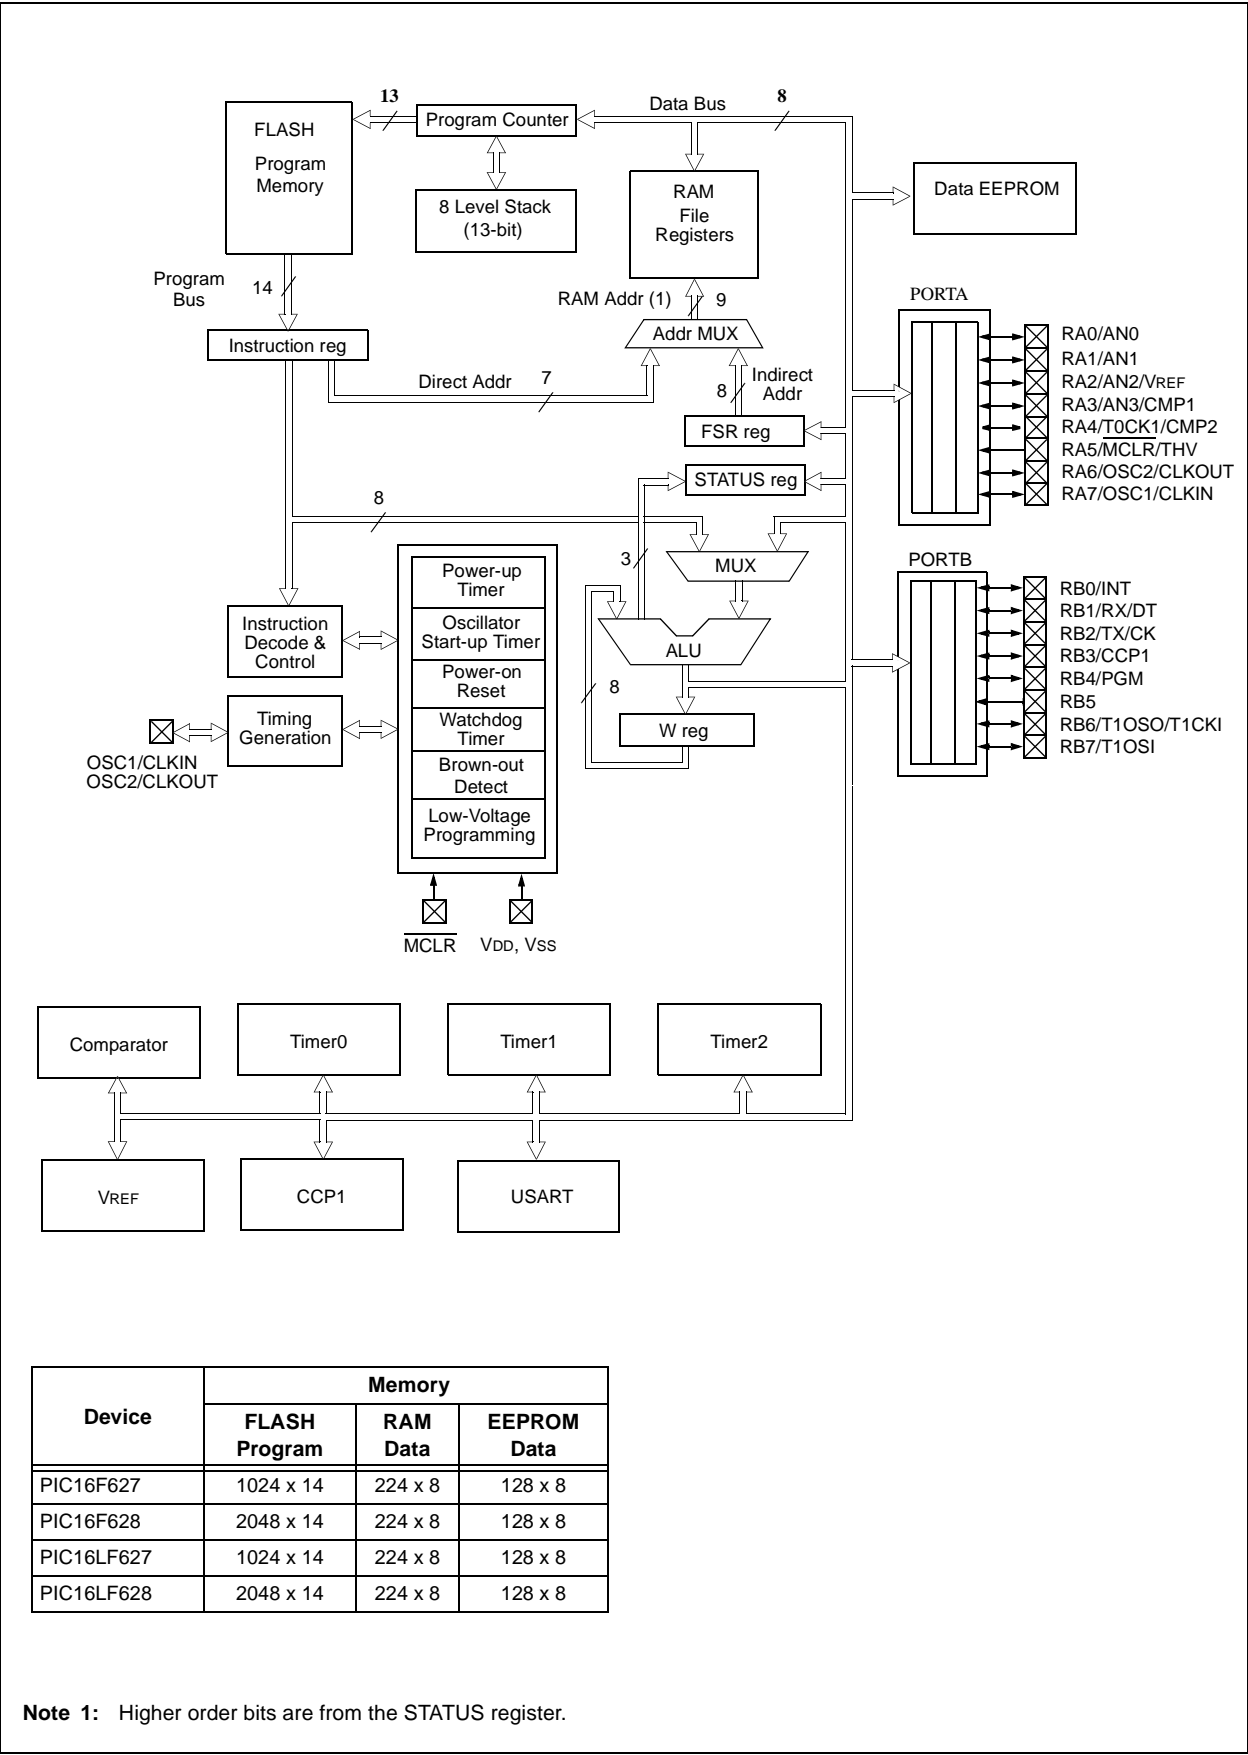 13
Data Bus
8
FLASH
Program
Memory
Program Counter
8 Level Stack
(13-bit)
RAM
File
Registers
Data EEPROM
Program
Bus
14
RAM Addr (1)
9
Addr MUX
Instruction reg
Direct Addr
7
Indirect
Addr
8
FSR reg
STATUS reg
8
3
MUX
ALU
8
W reg
PORTA
RA0/AN0
RA1/AN1
RA2/AN2/VREF
RA3/AN3/CMP1
RA4/T0CK1/CMP2
RA5/MCLR/THV
RA6/OSC2/CLKOUT
RA7/OSC1/CLKIN
PORTB
RB0/INT
RB1/RX/DT
RB2/TX/CK
RB3/CCP1
RB4/PGM
RB5
RB6/T1OSO/T1CKI
RB7/T1OSI
Instruction
Decode &
Control
Timing
Generation
OSC1/CLKIN
OSC2/CLKOUT
Power-up
Timer
Oscillator
Start-up Timer
Power-on
Reset
Watchdog
Timer
Brown-out
Detect
Low-Voltage
Programming
MCLR
VDD, VSS
Comparator
Timer0
Timer1
Timer2
VREF
CCP1
USART
Device
Memory
FLASH
Program
RAM
Data
EEPROM
Data
PIC16F627 1024 x 14 224 x 8 128 x 8
PIC16F628 2048 x 14 224 x 8 128 x 8
PIC16LF627 1024 x 14 224 x 8 128 x 8
PIC16LF628 2048 x 14 224 x 8 128 x 8
Note 1: Higher order bits are from the STATUS register.